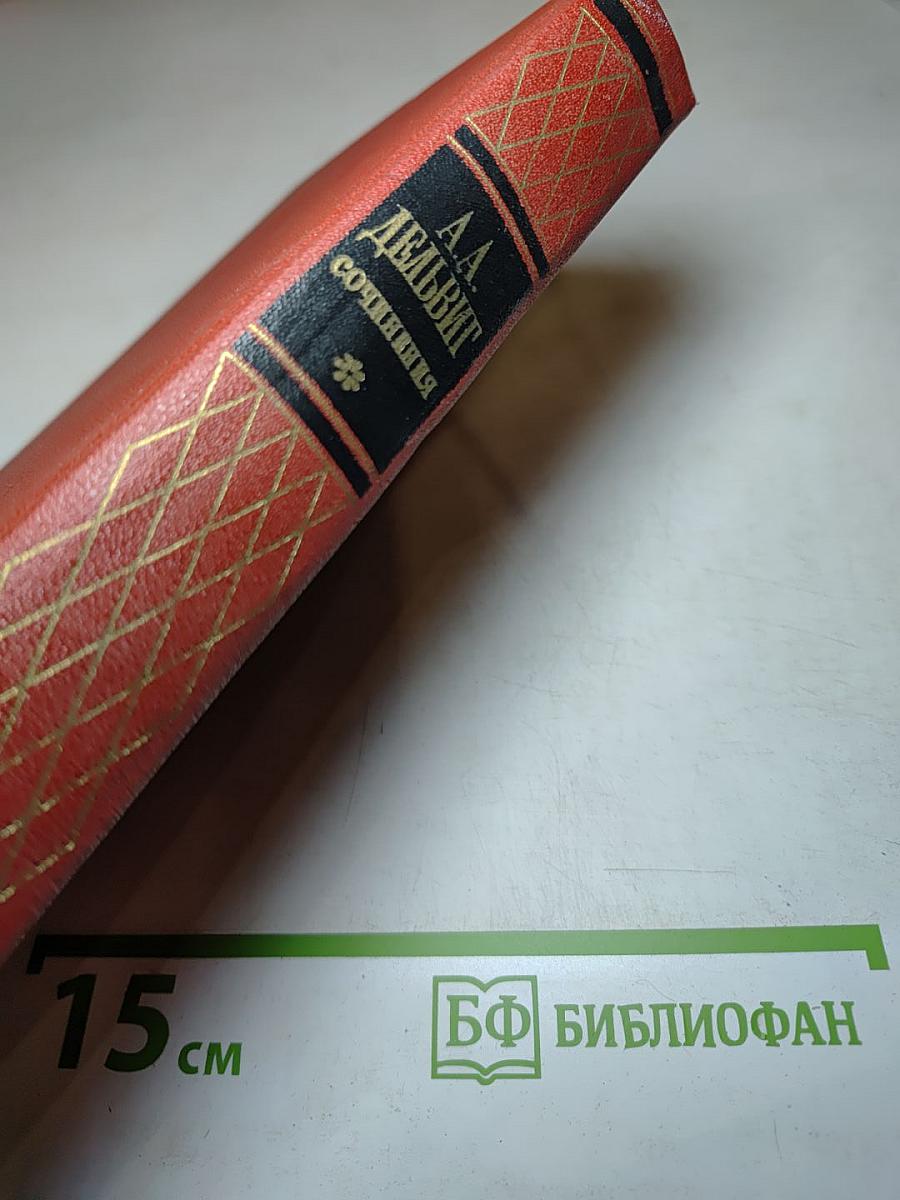 А. А.
ДЕЛЬВИГ
СОЧИНЕНИЯ
15 см
БФ БИБЛИОФАН